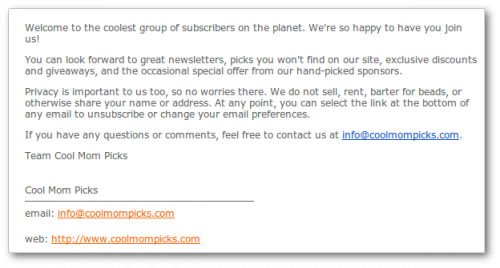 Welcome to the coolest group of subscribers on the planet. We're so happy to have you join
us!
You can look forward to great newsletters, picks you won't find on our site, exclusive discounts
and giveaways, and the occasional special offer from our hand-picked sponsors.
Privacy is important to us too, so no worries there. We do not sell, rent, barter for beads, or
otherwise share your name or address. At any point, you can select the link at the bottom of
any email to unsubscribe or change your email preferences.
If you have any questions or comments, feel free to contact us at info@coolmompicks.com.
Team Cool Mom Picks
Cool Mom Picks
email: info@coolmompicks.com
web: http://www.coolmompicks.com